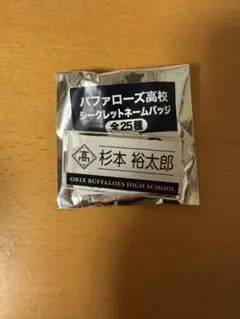 バファローズ高校
シークレットネームバッジ
全25種
高 杉本 裕太郎
ORIX BUFFALOES HIGH SCHOOL